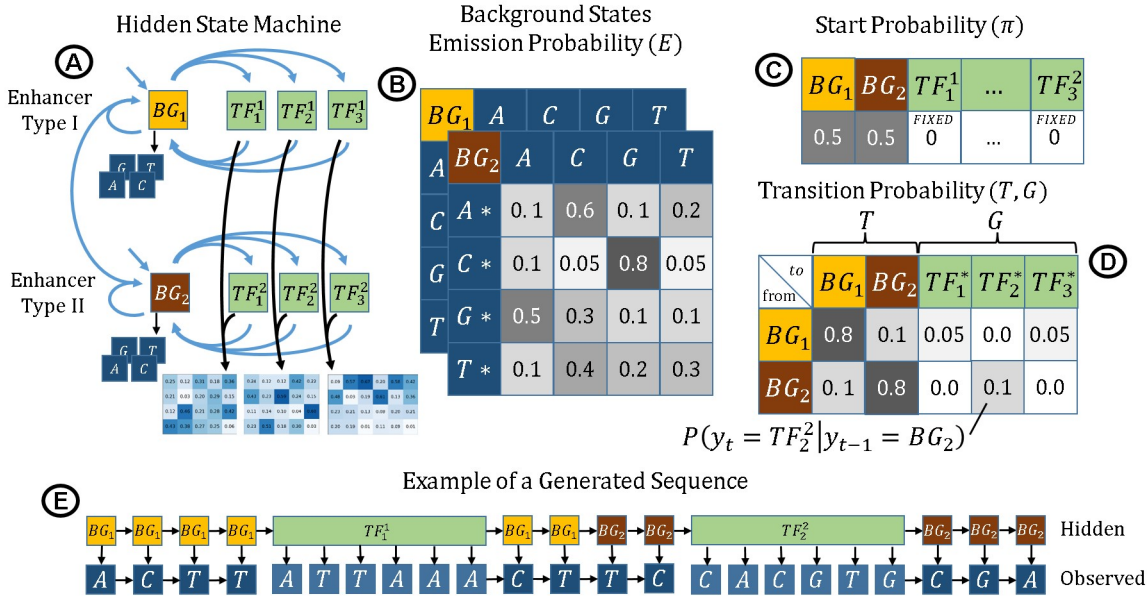 Hidden State Machine
A
Enhancer
Type I
BG₁
TF₁¹
TF₂¹
TF₃¹
G T
A C
Enhancer
Type II
BG₂
TF₁²
TF₂²
TF₃²
G T
A C
Background States
Emission Probability (E)
B
BG₁ A C G T
A
C
G
T
BG₂ A C G T
A * 0.1 0.6 0.1 0.2
C * 0.1 0.05 0.8 0.05
G * 0.5 0.3 0.1 0.1
T * 0.1 0.4 0.2 0.3
Start Probability (π)
C
BG₁ BG₂ TF₁¹ ... TF₃²
FIXED FIXED
0.5 0.5 0 ... 0
Transition Probability (T, G)
T G
D
to
from
BG₁ BG₂ TF₁* TF₂* TF₃*
BG₁ 0.8 0.1 0.05 0.0 0.05
BG₂ 0.1 0.8 0.0 0.1 0.0
P(yₜ = TF₂²|yₜ₋₁ = BG₂)
Example of a Generated Sequence
E
BG₁ BG₁ BG₁ BG₁ TF₁¹ BG₁ BG₁ BG₂ BG₂ TF₂² BG₂ BG₂ BG₂ Hidden
A C T T A T T A A A C T T C C A C G T G C G A Observed